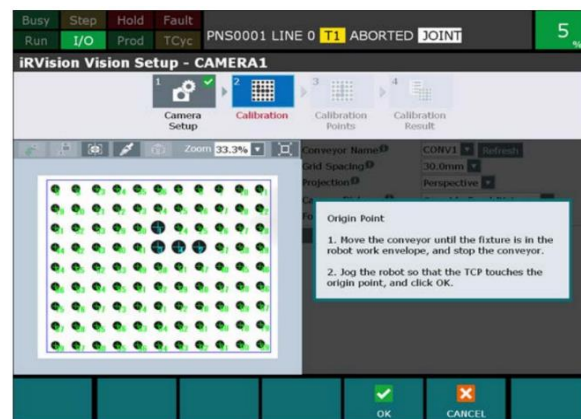 Busy Step Hold Fault
Run I/O Prod TCyc
PNS0001 LINE 0 T1 ABORTED JOINT
5 %
iRVision Vision Setup - CAMERA1
1 2 3 4
Camera Setup
Calibration
Calibration Points
Calibration Result
Zoom 33.3%
Conveyor Name CONV1 Refresh
Grid Spacing 30.0mm
Projection Perspective
Origin Point
1. Move the conveyor until the fixture is in the
robot work envelope, and stop the conveyor.
2. Jog the robot so that the TCP touches the
origin point, and click OK.
OK CANCEL